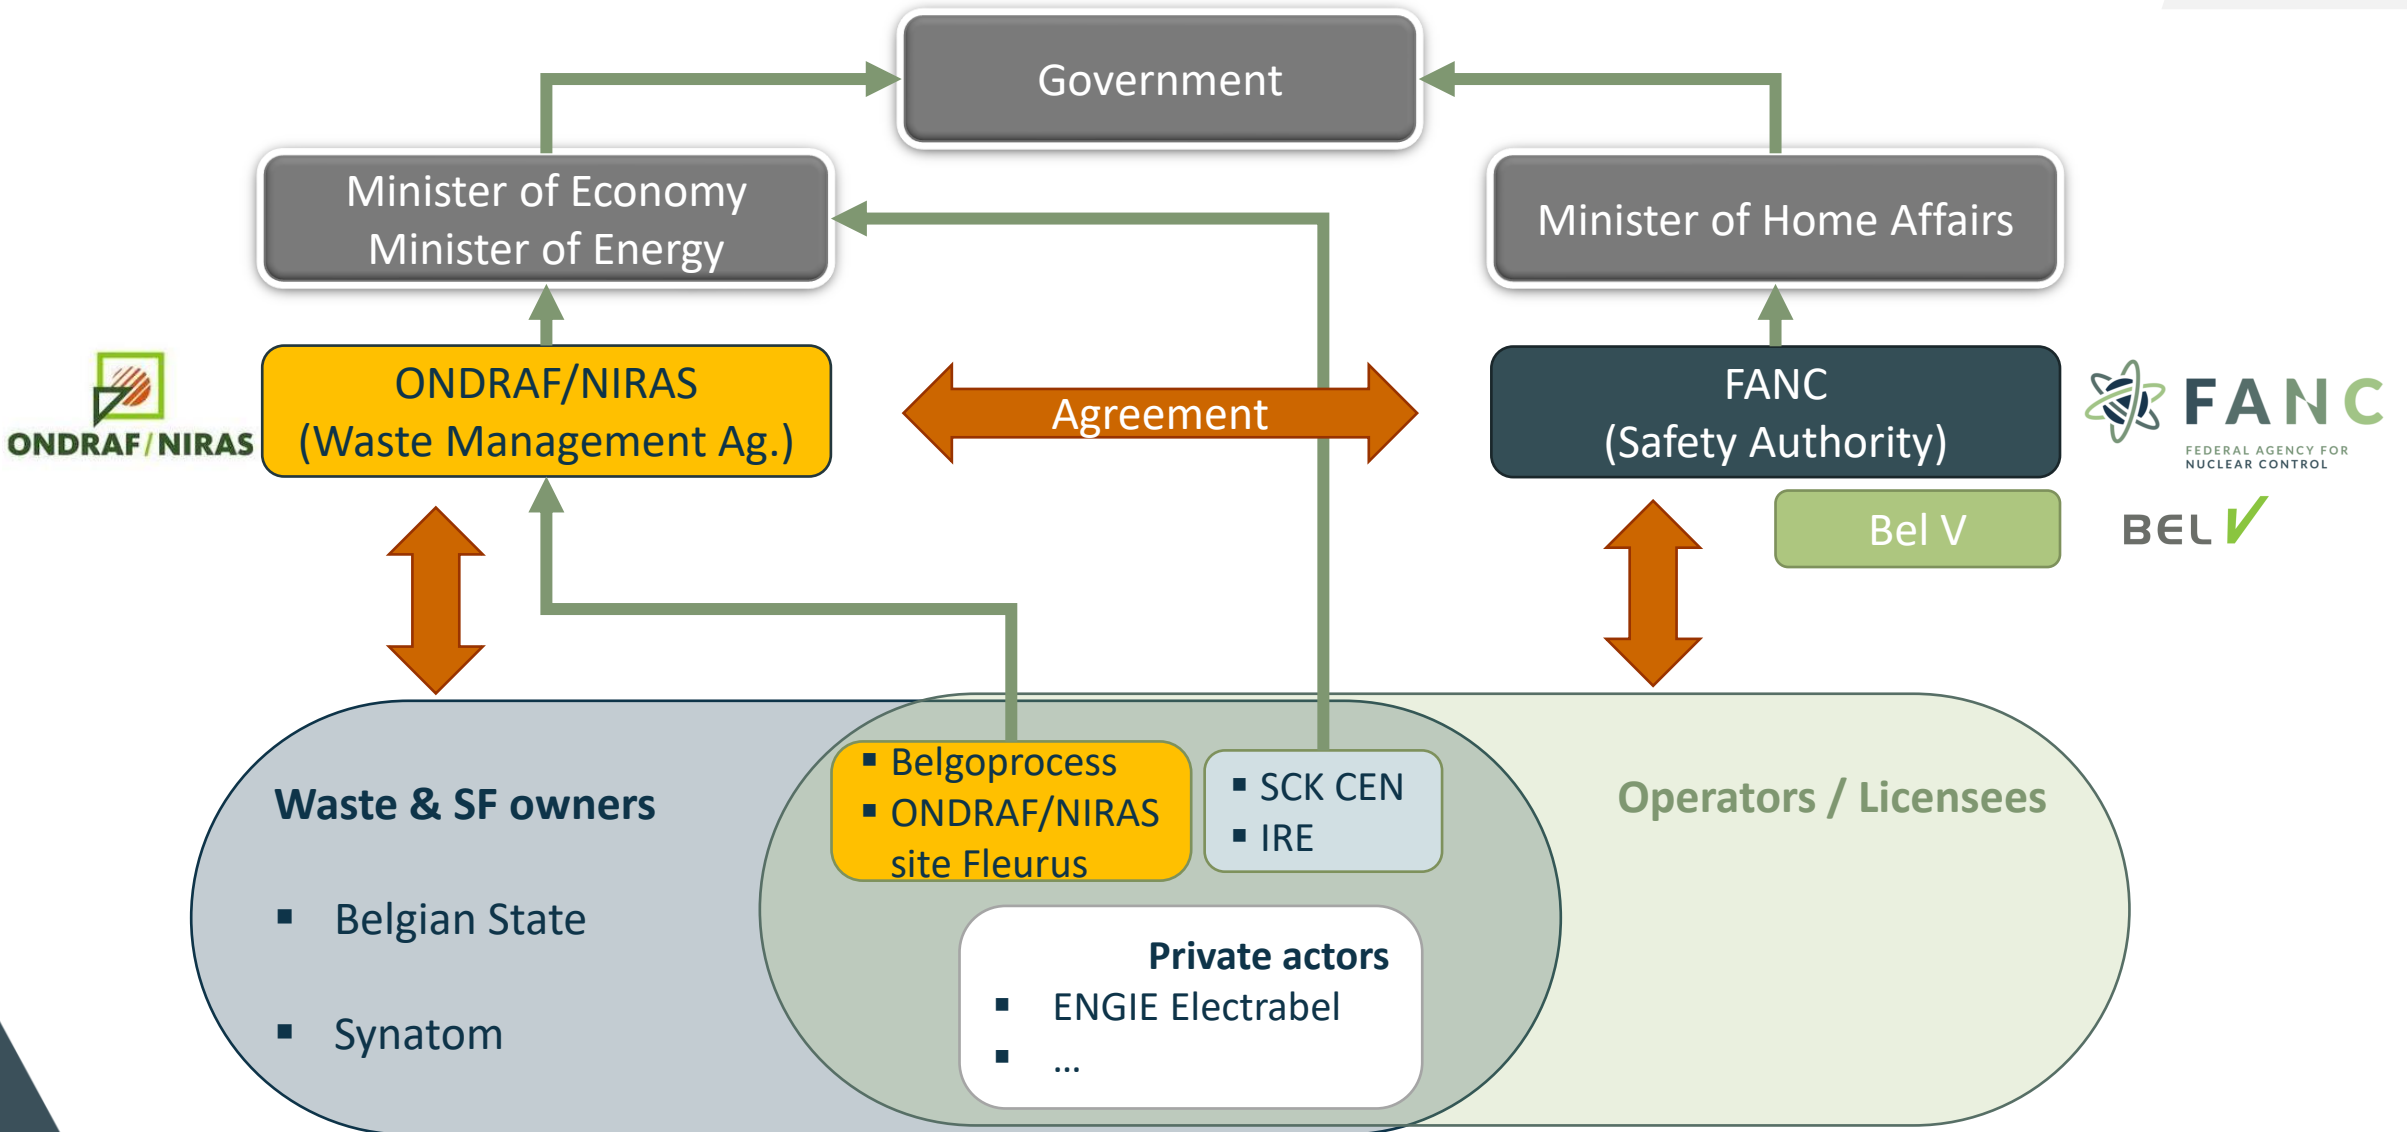 Government
Minister of Economy
Minister of Energy
Minister of Home Affairs
ONDRAF/NIRAS
ONDRAF/NIRAS
(Waste Management Ag.)
Agreement
FANC
(Safety Authority)
FANC
FEDERAL AGENCY FOR
NUCLEAR CONTROL
Bel V
BEL V
Waste & SF owners
▪ Belgian State
▪ Synatom
▪ Belgoprocess
▪ ONDRAF/NIRAS
site Fleurus
▪ SCK CEN
▪ IRE
Private actors
▪ ENGIE Electrabel
▪ ...
Operators / Licensees